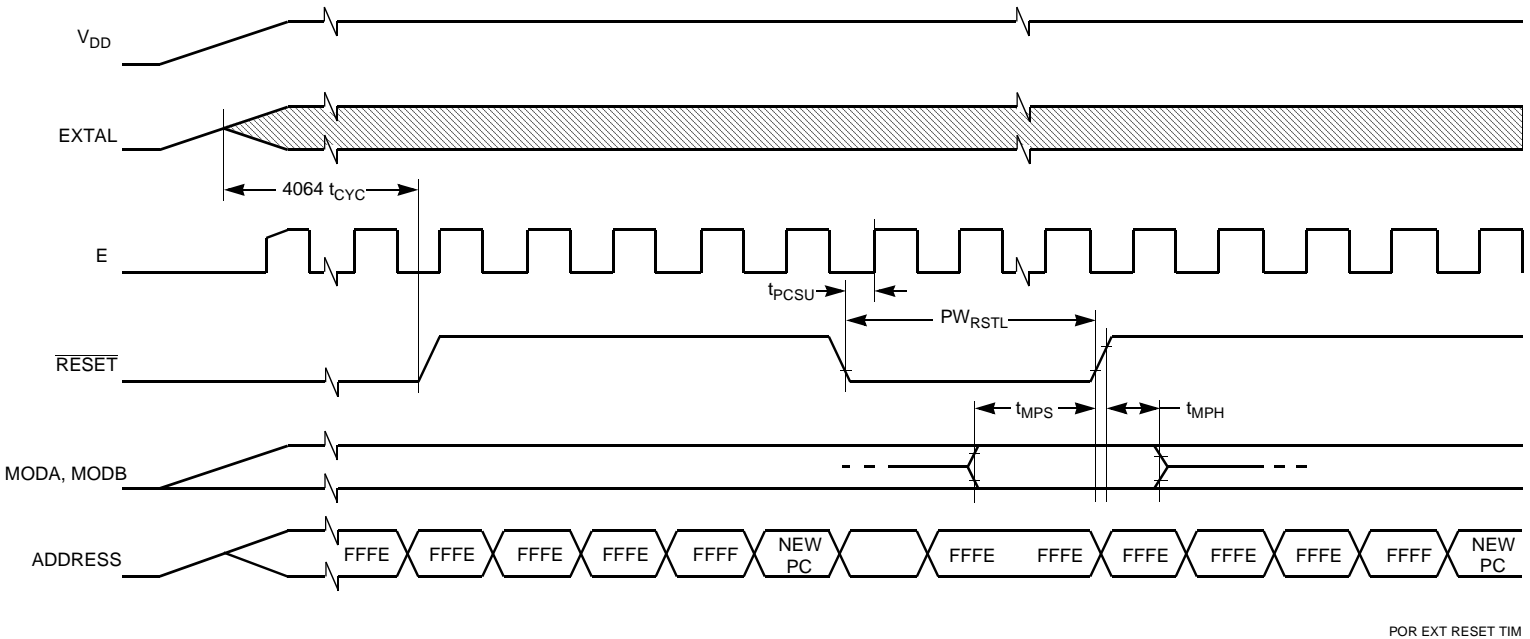 VDD
EXTAL
4064 tCYC
E
tPCSU
PWRSTL
RESET
tMPS
tMPH
MODA, MODB
ADDRESS
FFFE FFFE FFFE FFFE FFFF NEW PC FFFE FFFE FFFE FFFE FFFE FFFF NEW PC
POR EXT RESET TIM